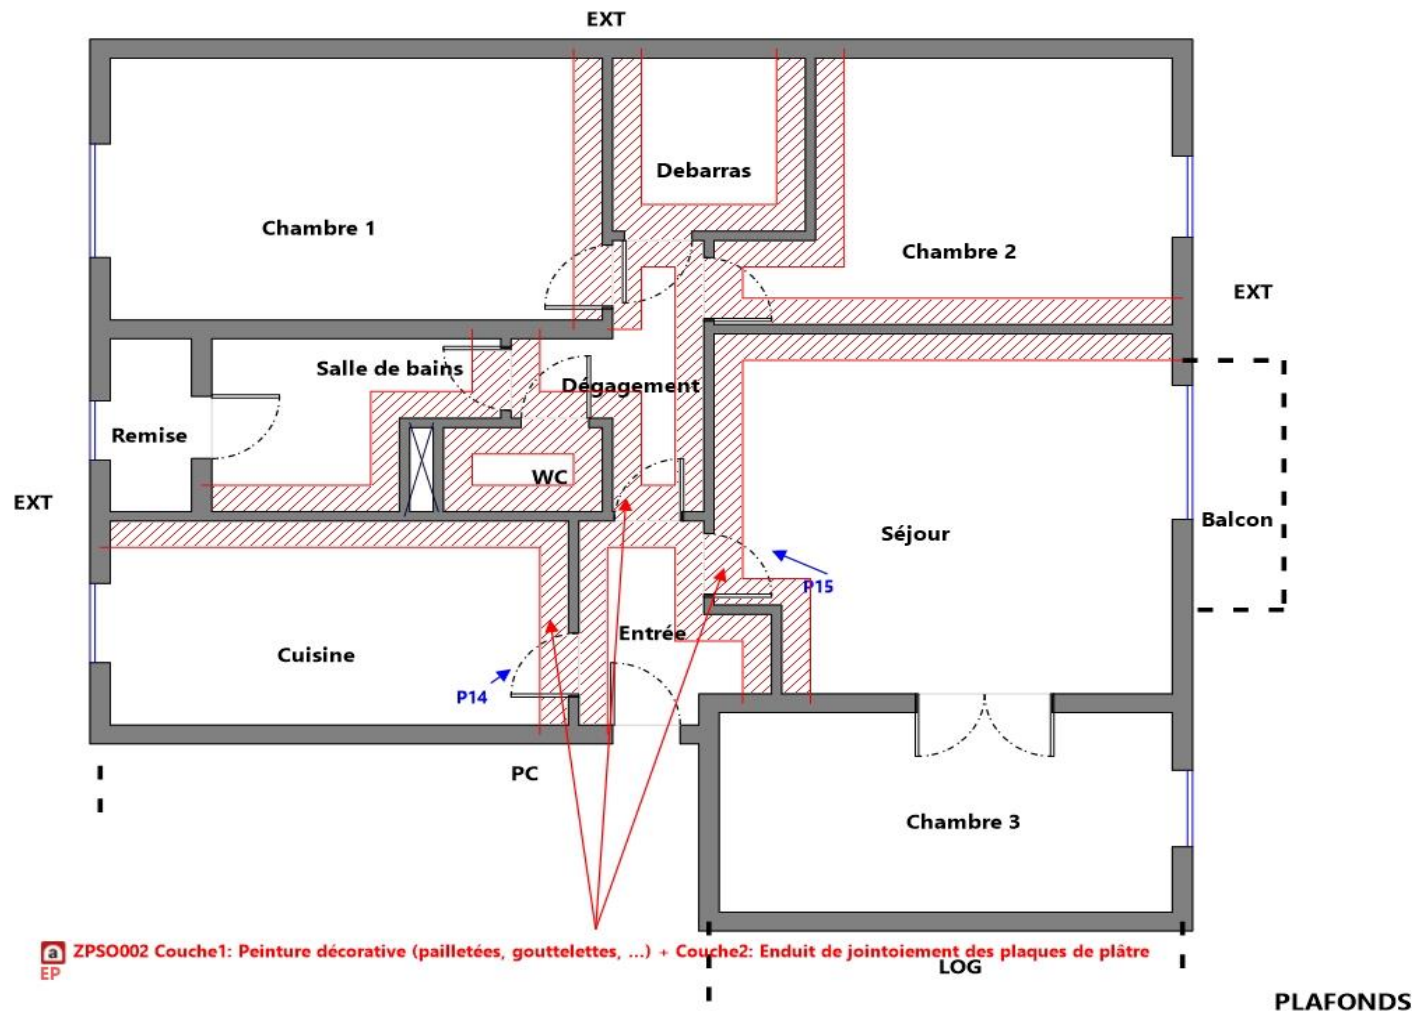 EXT
Debarras
Chambre 1
Chambre 2
EXT
Salle de bains
Dégagement
Remise
WC
EXT
Balcon
Séjour
P15
Entrée
Cuisine
P14
PC
Chambre 3
a ZPSO002 Couche1: Peinture décorative (pailletées, gouttelettes, ...) + Couche2: Enduit de jointoiement des plaques de plâtre
EP
LOG
PLAFONDS